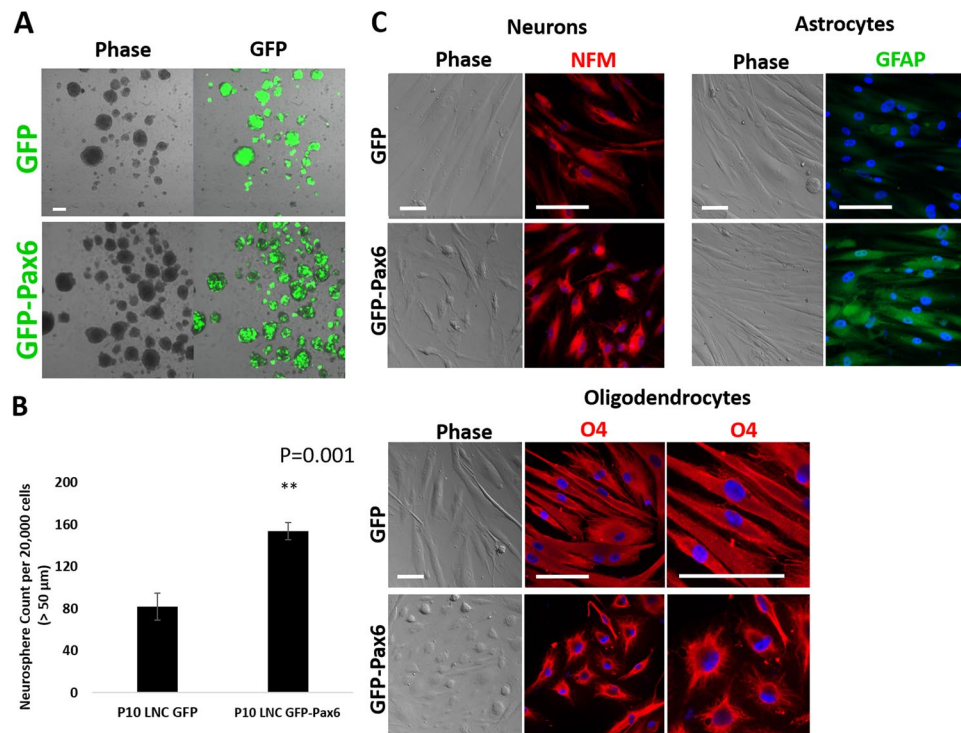 A
Phase GFP
GFP
GFP-Pax6
B
P=0.001
**
Neurosphere Count per 20,000 cells
(> 50 µm)
200
160
120
80
40
0
P10 LNC GFP P10 LNC GFP-Pax6
C
Neurons
Phase NFM
GFP
GFP-Pax6
Astrocytes
Phase GFAP
Oligodendrocytes
Phase O4 O4
GFP
GFP-Pax6